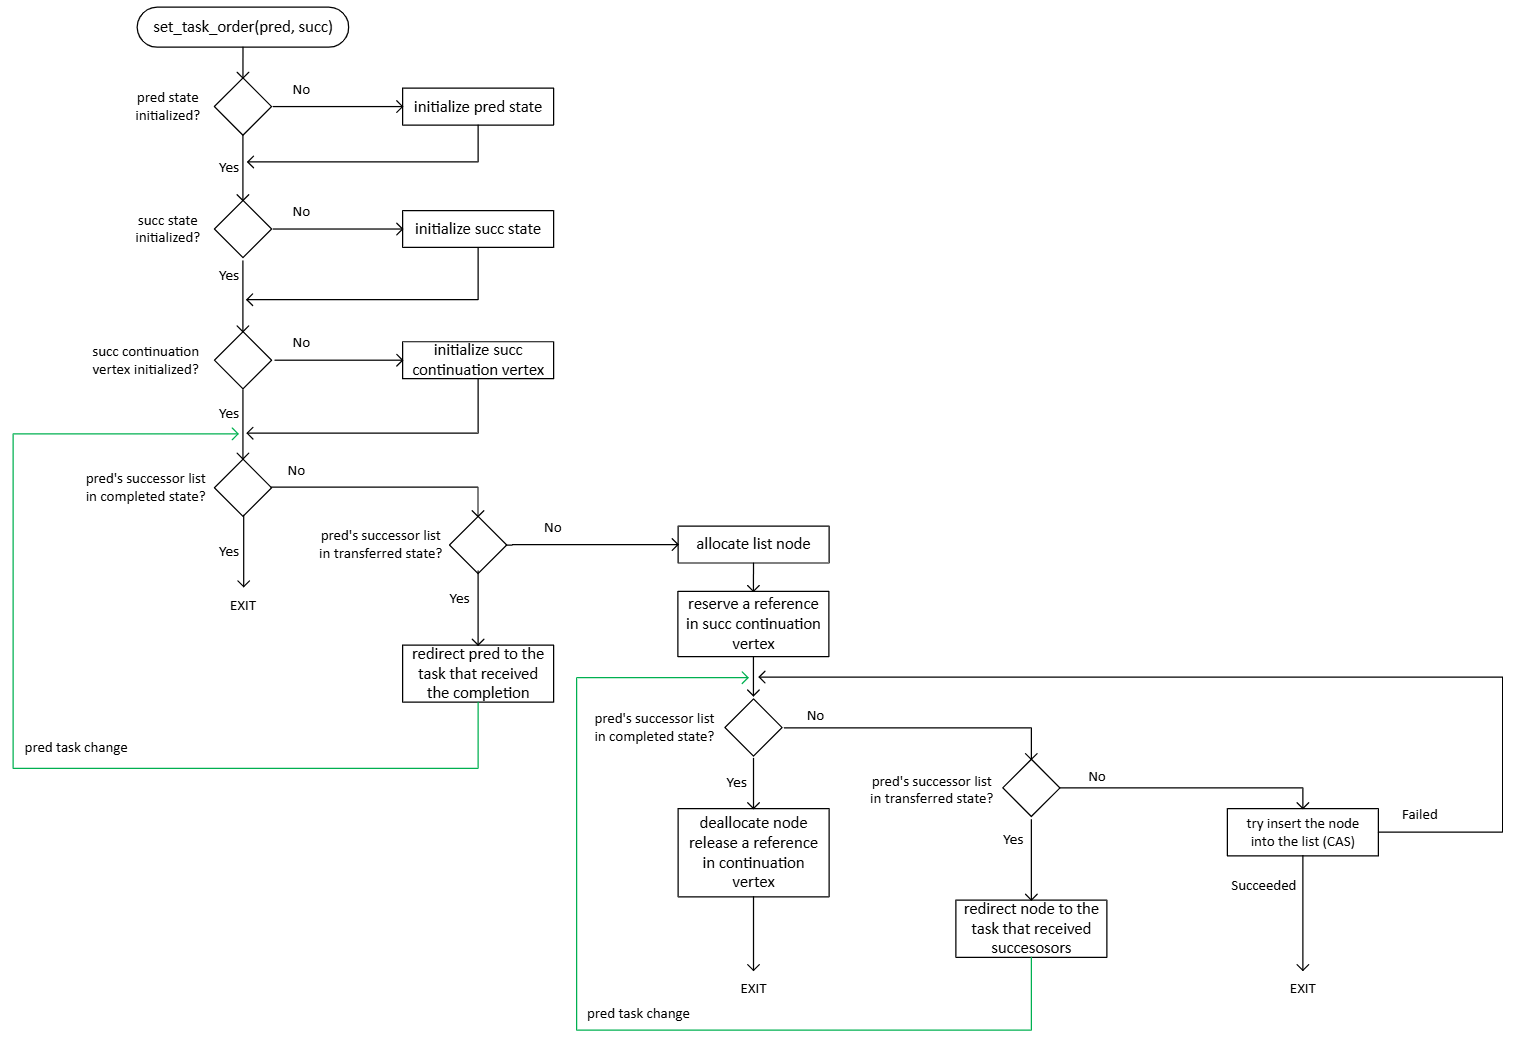 set_task_order(pred, succ)
pred state
initialized?
No
initialize pred state
Yes
succ state
initialized?
No
initialize succ state
Yes
succ continuation
vertex initialized?
No
initialize succ
continuation vertex
Yes
pred's successor list
in completed state?
No
Yes
EXIT
pred's successor list
in transferred state?
No
Yes
redirect pred to the
task that received
the completion
pred task change
allocate list node
reserve a reference
in succ continuation
vertex
pred's successor list
in completed state?
No
Yes
deallocate node
release a reference
in continuation
vertex
EXIT
pred's successor list
in transferred state?
No
Yes
redirect node to the
task that received
succesosors
pred task change
try insert the node
into the list (CAS)
Failed
Succeeded
EXIT